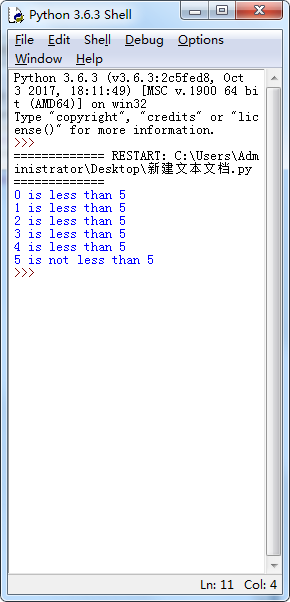 Python 3.6.3 Shell
File Edit Shell Debug Options
Window Help
Python 3.6.3 (v3.6.3:2c5fed8, Oct
3 2017, 18:11:49) [MSC v.1900 64 bi
t (AMD64)] on win32
Type "copyright", "credits" or "lic
ense()" for more information.
>>>
============= RESTART: C:\Users\Adm
inistrator\Desktop\新建文本文档.py
=============
0 is less than 5
1 is less than 5
2 is less than 5
3 is less than 5
4 is less than 5
5 is not less than 5
>>>
Ln: 11 Col: 4